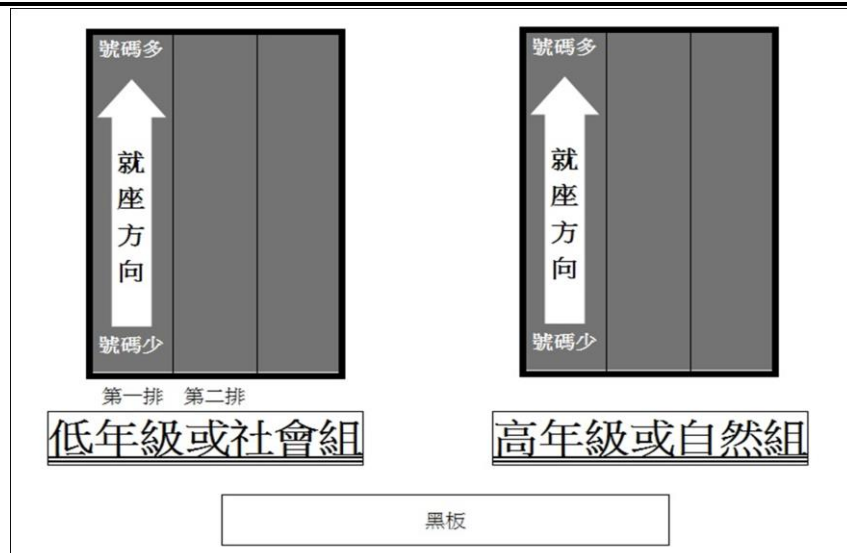 號碼多
就座方向
號碼少
第一排 第二排
低年級或社會組
號碼多
就座方向
號碼少
高年級或自然組
黑板